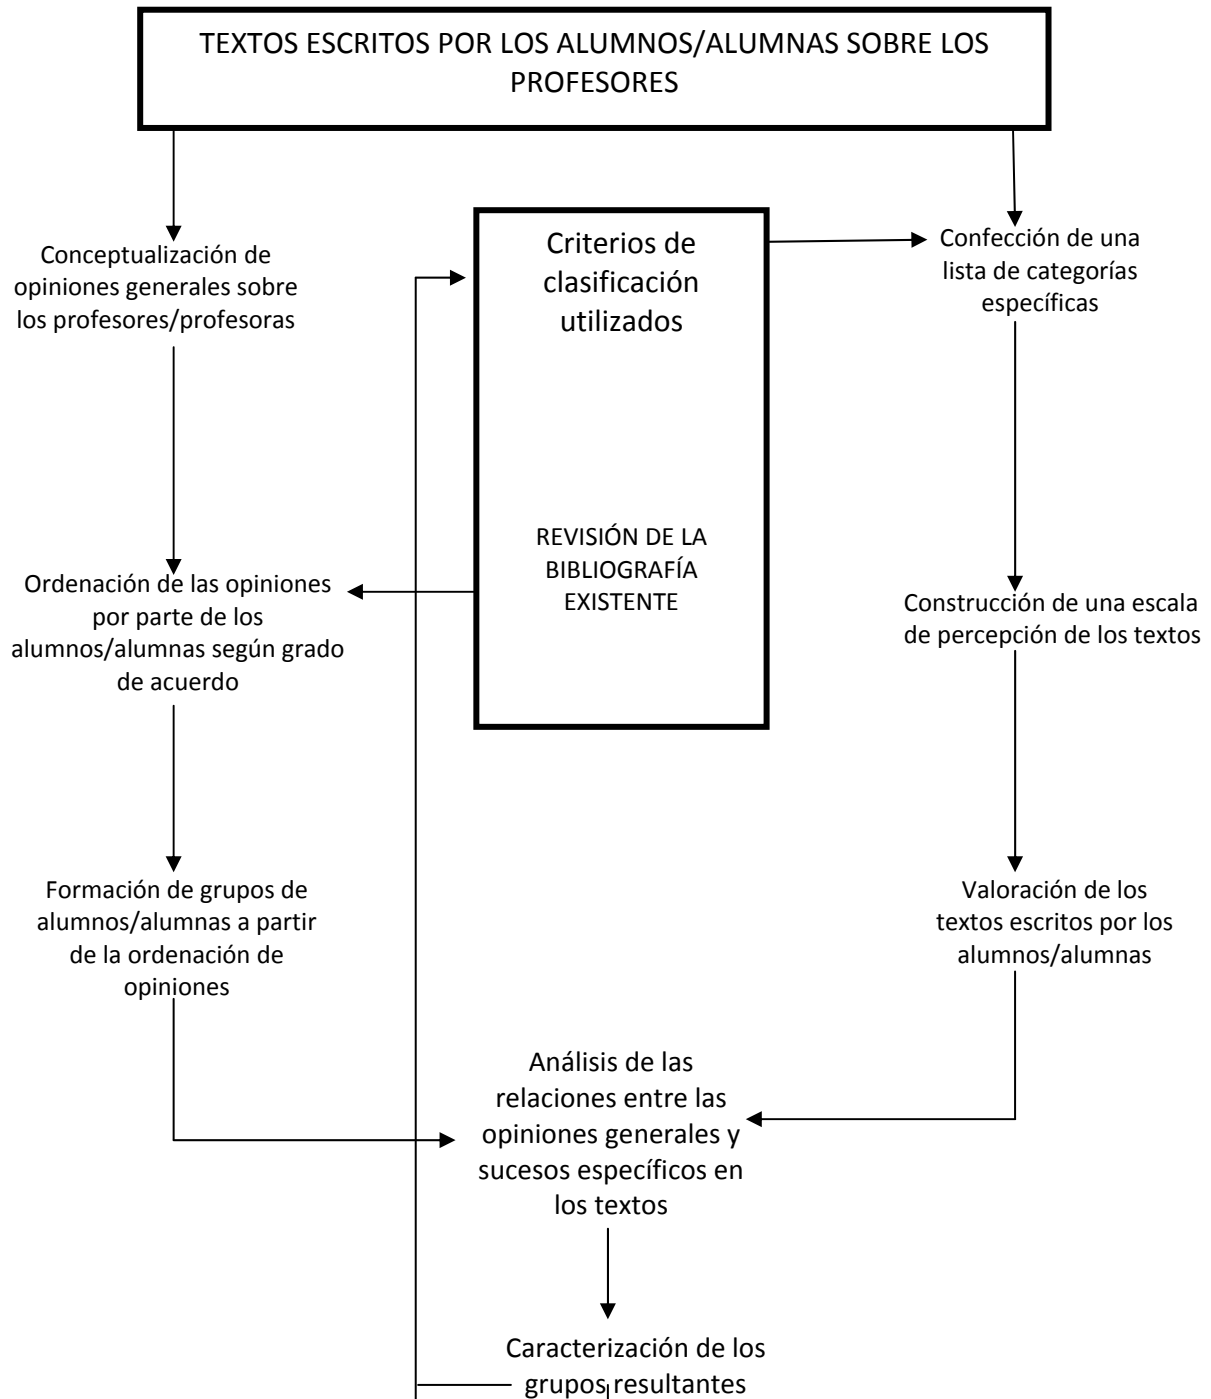 TEXTOS ESCRITOS POR LOS ALUMNOS/ALUMNAS SOBRE LOS
PROFESORES
Conceptualización de
opiniones generales sobre
los profesores/profesoras
Criterios de
clasificación
utilizados
REVISIÓN DE LA
BIBLIOGRAFÍA
EXISTENTE
Confección de una
lista de categorías
específicas
Ordenación de las opiniones
por parte de los
alumnos/alumnas según grado
de acuerdo
Construcción de una escala
de percepción de los textos
Formación de grupos de
alumnos/alumnas a partir
de la ordenación de
opiniones
Valoración de los
textos escritos por los
alumnos/alumnas
Análisis de las
relaciones entre las
opiniones generales y
sucesos específicos en
los textos
Caracterización de los
grupos resultantes